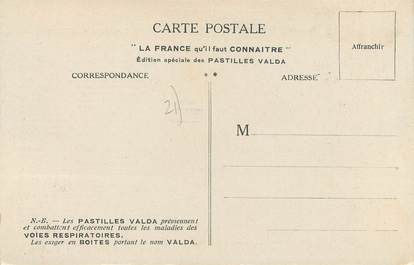 CARTE POSTALE
"LA FRANCE qu'il faut CONNAITRE"
Édition spéciale des PASTILLES VALDA
Affranchir
CORRESPONDANCE
ADRESSE
21)
M
N.-B. — Les PASTILLES VALDA préviennent
et combattent efficacement toutes les maladies des
VOIES RESPIRATOIRES.
Les exiger en BOITES portant le nom VALDA.